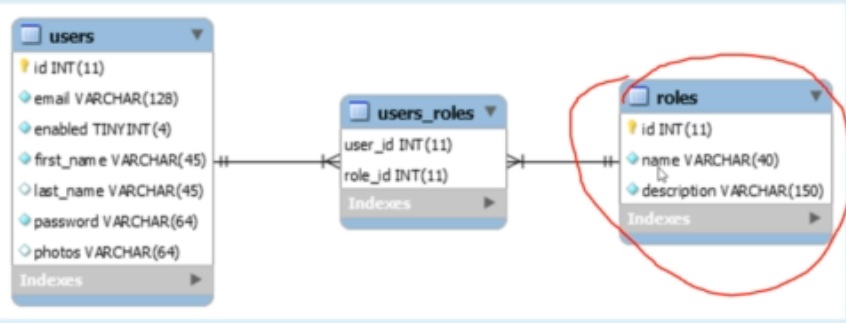 users
id INT(11)
email VARCHAR(128)
enabled TINYINT(4)
first_name VARCHAR(45)
last_name VARCHAR(45)
password VARCHAR(64)
photos VARCHAR(64)
Indexes
users_roles
user_id INT(11)
role_id INT(11)
Indexes
roles
id INT(11)
name VARCHAR(40)
description VARCHAR(150)
Indexes